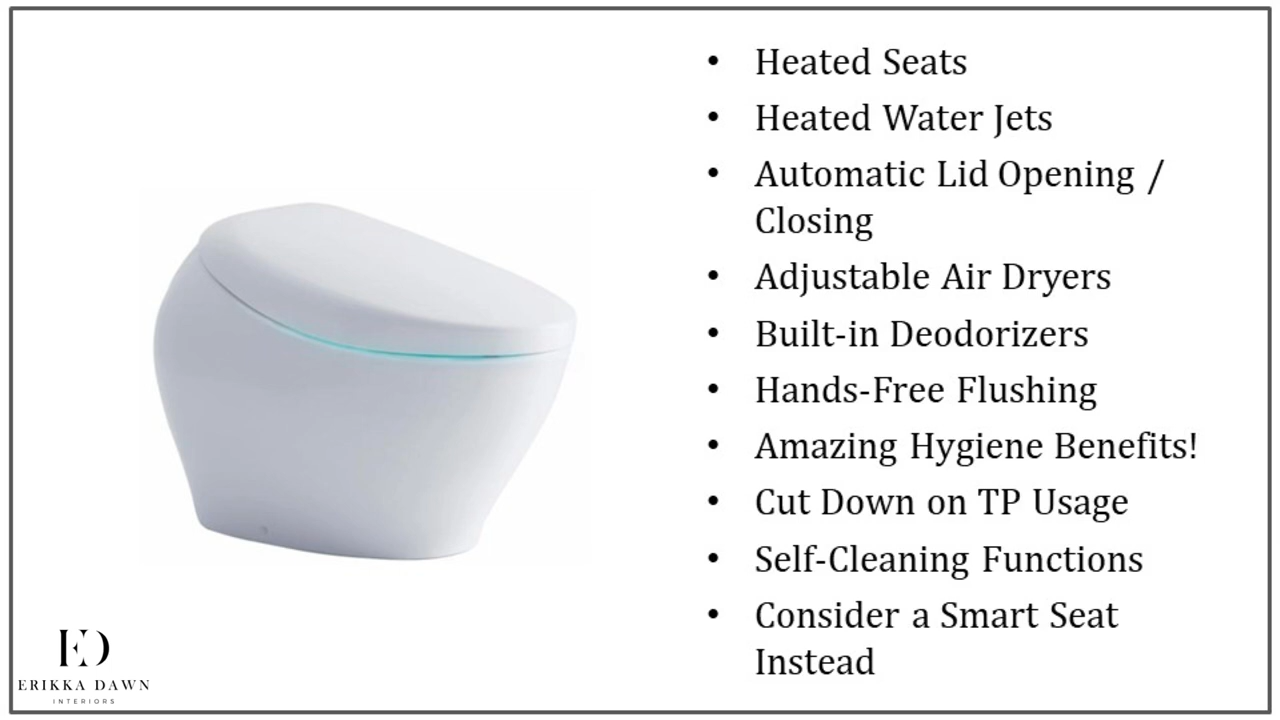 • Heated Seats
• Heated Water Jets
• Automatic Lid Opening /
Closing
• Adjustable Air Dryers
• Built-in Deodorizers
• Hands-Free Flushing
• Amazing Hygiene Benefits!
• Cut Down on TP Usage
• Self-Cleaning Functions
• Consider a Smart Seat
Instead
ED
ERIKKA DAWN
INTERIORS